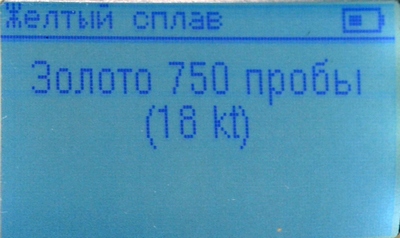 Желтый сплав
Золото 750 пробы
(18 kt)